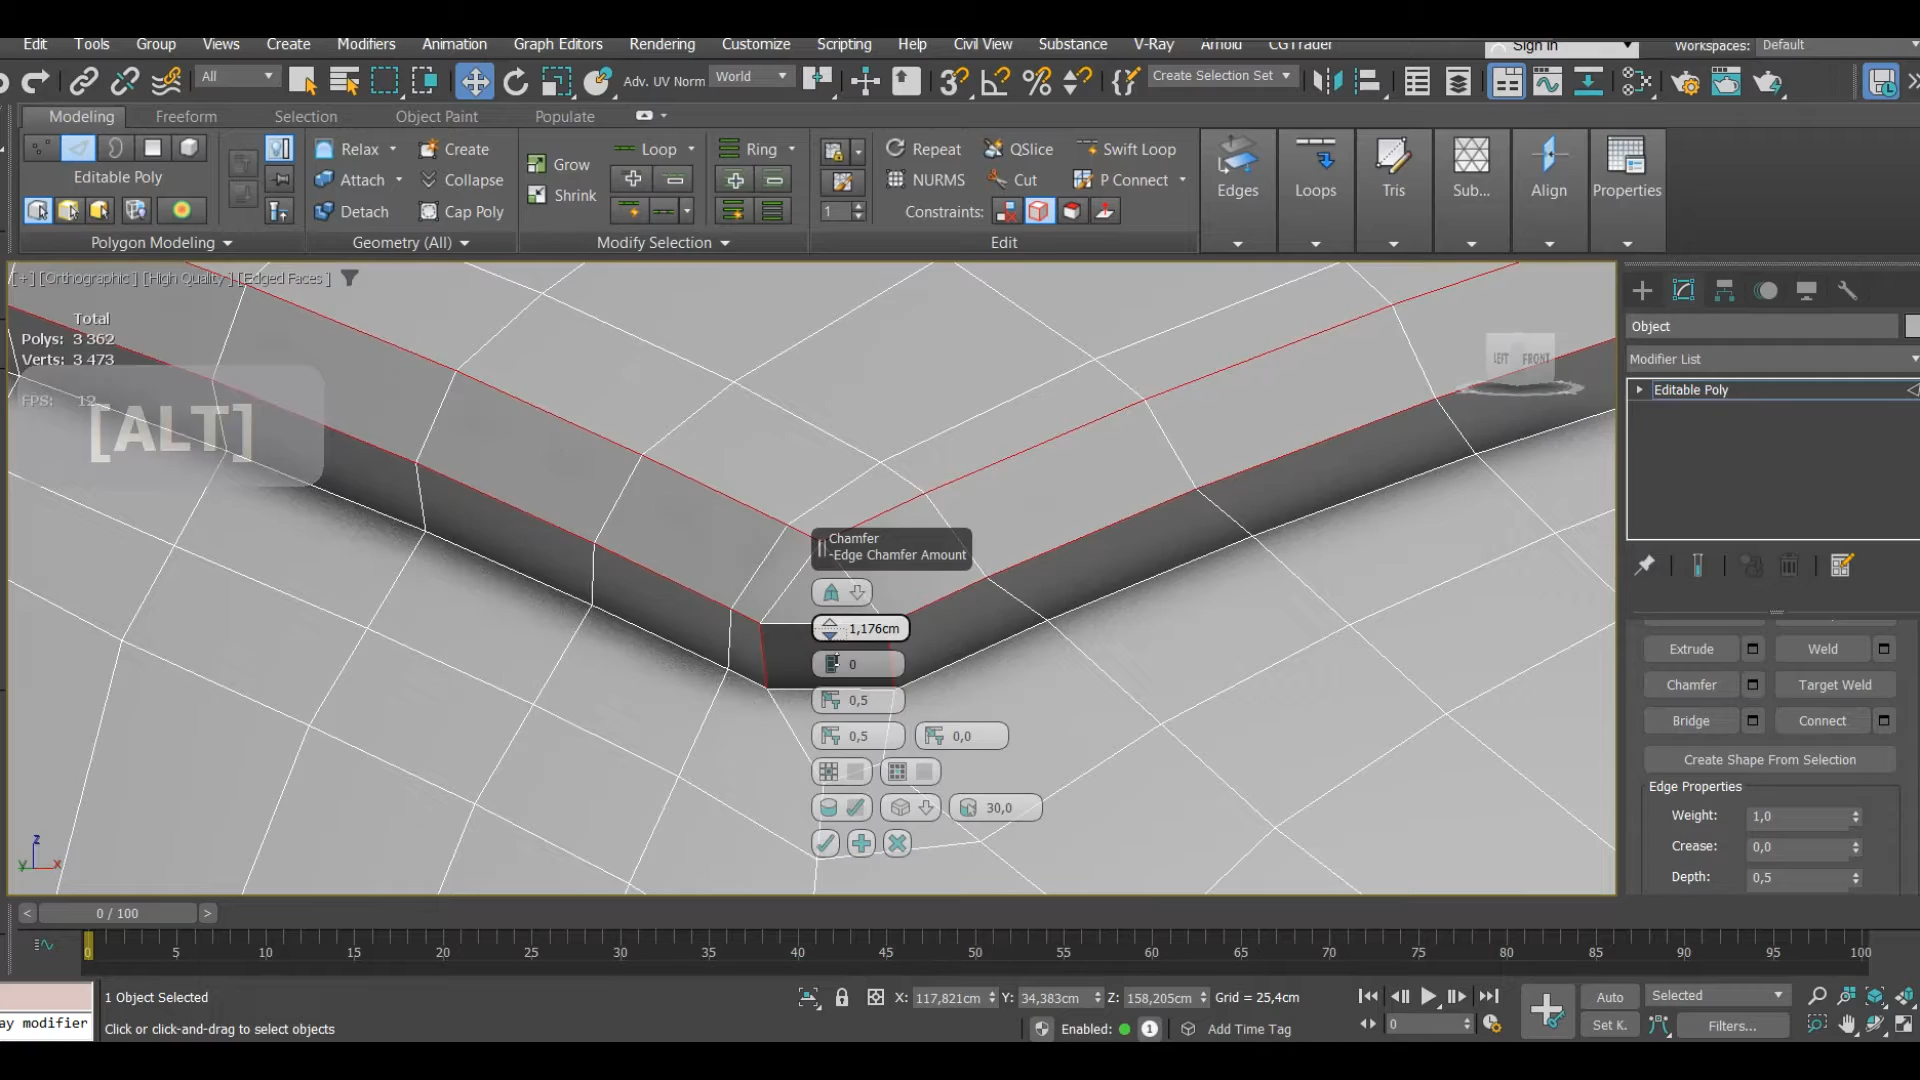 Edit Tools Group Views Create Modifiers Animation Graph Editors Rendering Customize Scripting Help Civil View Substance V-Ray Arnold CGTrader Sign In Workspaces: Default
All Adv. UV Norm World Create Selection Set
Modeling Freeform Selection Object Paint Populate
Relax Create Loop Ring Repeat QSlice Swift Loop
Grow
Editable Poly Attach Collapse NURMS Cut P Connect Edges Loops Tris Sub... Align Properties
Shrink
Detach Cap Poly 1 Constraints:
Polygon Modeling Geometry (All) Modify Selection Edit
[+] [Orthographic ] [High Quality ] [Edged Faces ]
Total
Polys: 3 362
Verts: 3 473
FPS: 12
[ALT]
LEFT FRONT
Object
Modifier List
Editable Poly
Chamfer
-Edge Chamfer Amount
1,176cm
0
0,5
0,5 0,0
30,0
Extrude Weld
Chamfer Target Weld
Bridge Connect
Create Shape From Selection
Edge Properties
Weight: 1,0
Crease: 0,0
Depth: 0,5
< 0 / 100 >
0 5 10 15 20 25 30 35 40 45 50 55 60 65 70 75 80 85 90 95 100
1 Object Selected X: 117,821cm Y: 34,383cm Z: 158,205cm Grid = 25,4cm Auto Selected
ay modifier Click or click-and-drag to select objects Enabled: 1 Add Time Tag 0 Set K. Filters...
x
y
z